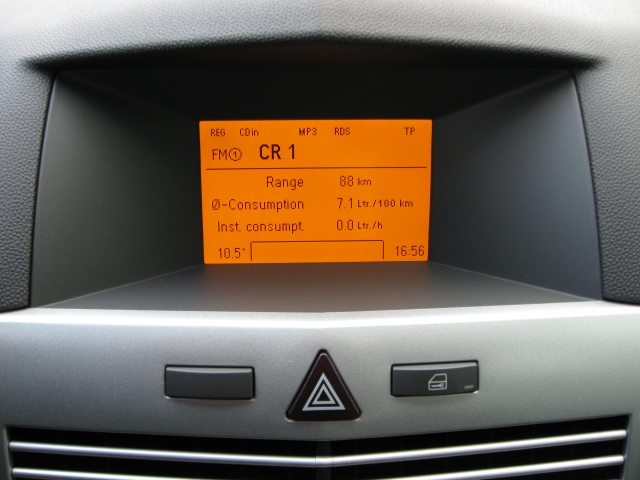 REG CDin MP3 RDS TP
FM① CR 1
Range 88 km
Ø-Consumption 7.1 Ltr./100 km
Inst. consumpt. 0.0 Ltr./h
10.5° 16:56